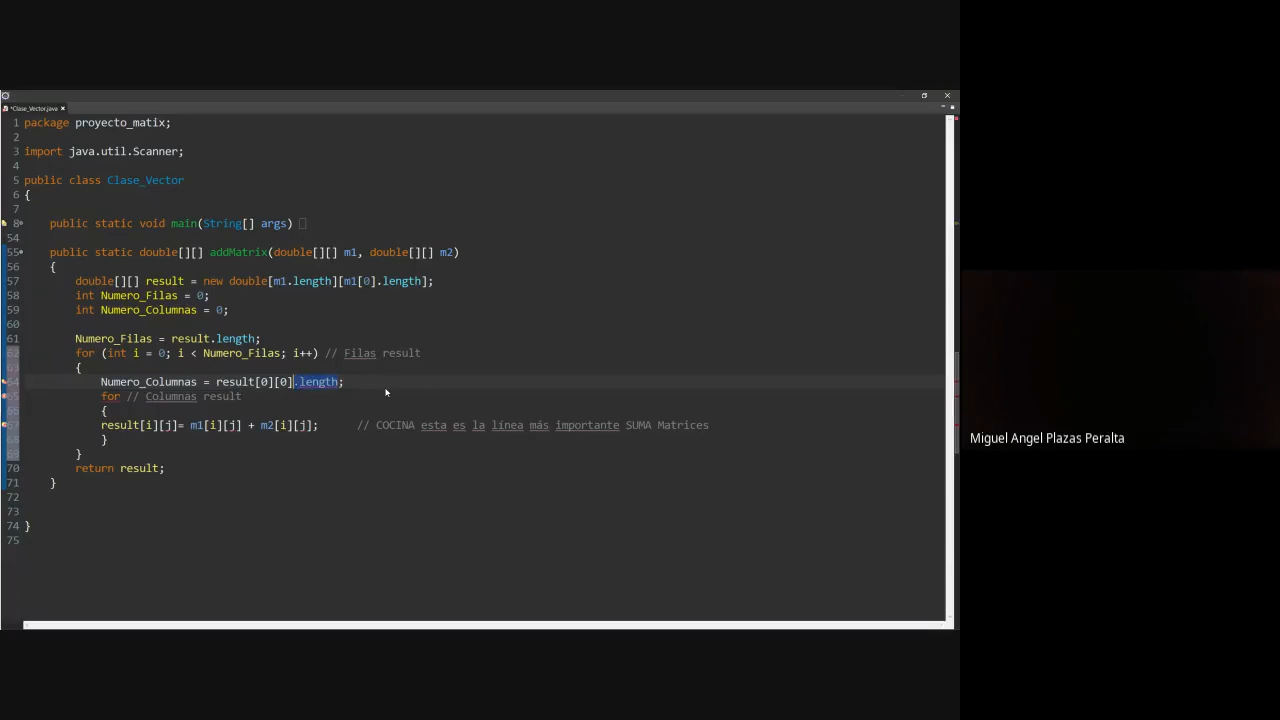 *Clase_Vector.java
1 package proyecto_matix;
2
3 import java.util.Scanner;
4
5 public class Clase_Vector
6 {
7
8 public static void main(String[] args)
54
55 public static double[][] addMatrix(double[][] m1, double[][] m2)
56 {
57 double[][] result = new double[m1.length][m1[0].length];
58 int Numero_Filas = 0;
59 int Numero_Columnas = 0;
60
61 Numero_Filas = result.length;
62 for (int i = 0; i < Numero_Filas; i++) // Filas result
63 {
64 Numero_Columnas = result[0][0].length;
65 for // Columnas result
66 {
67 result[i][j]= m1[i][j] + m2[i][j]; // COCINA esta es la línea más importante SUMA Matrices
68 }
69 }
70 return result;
71 }
72
73
74 }
75
Miguel Angel Plazas Peralta